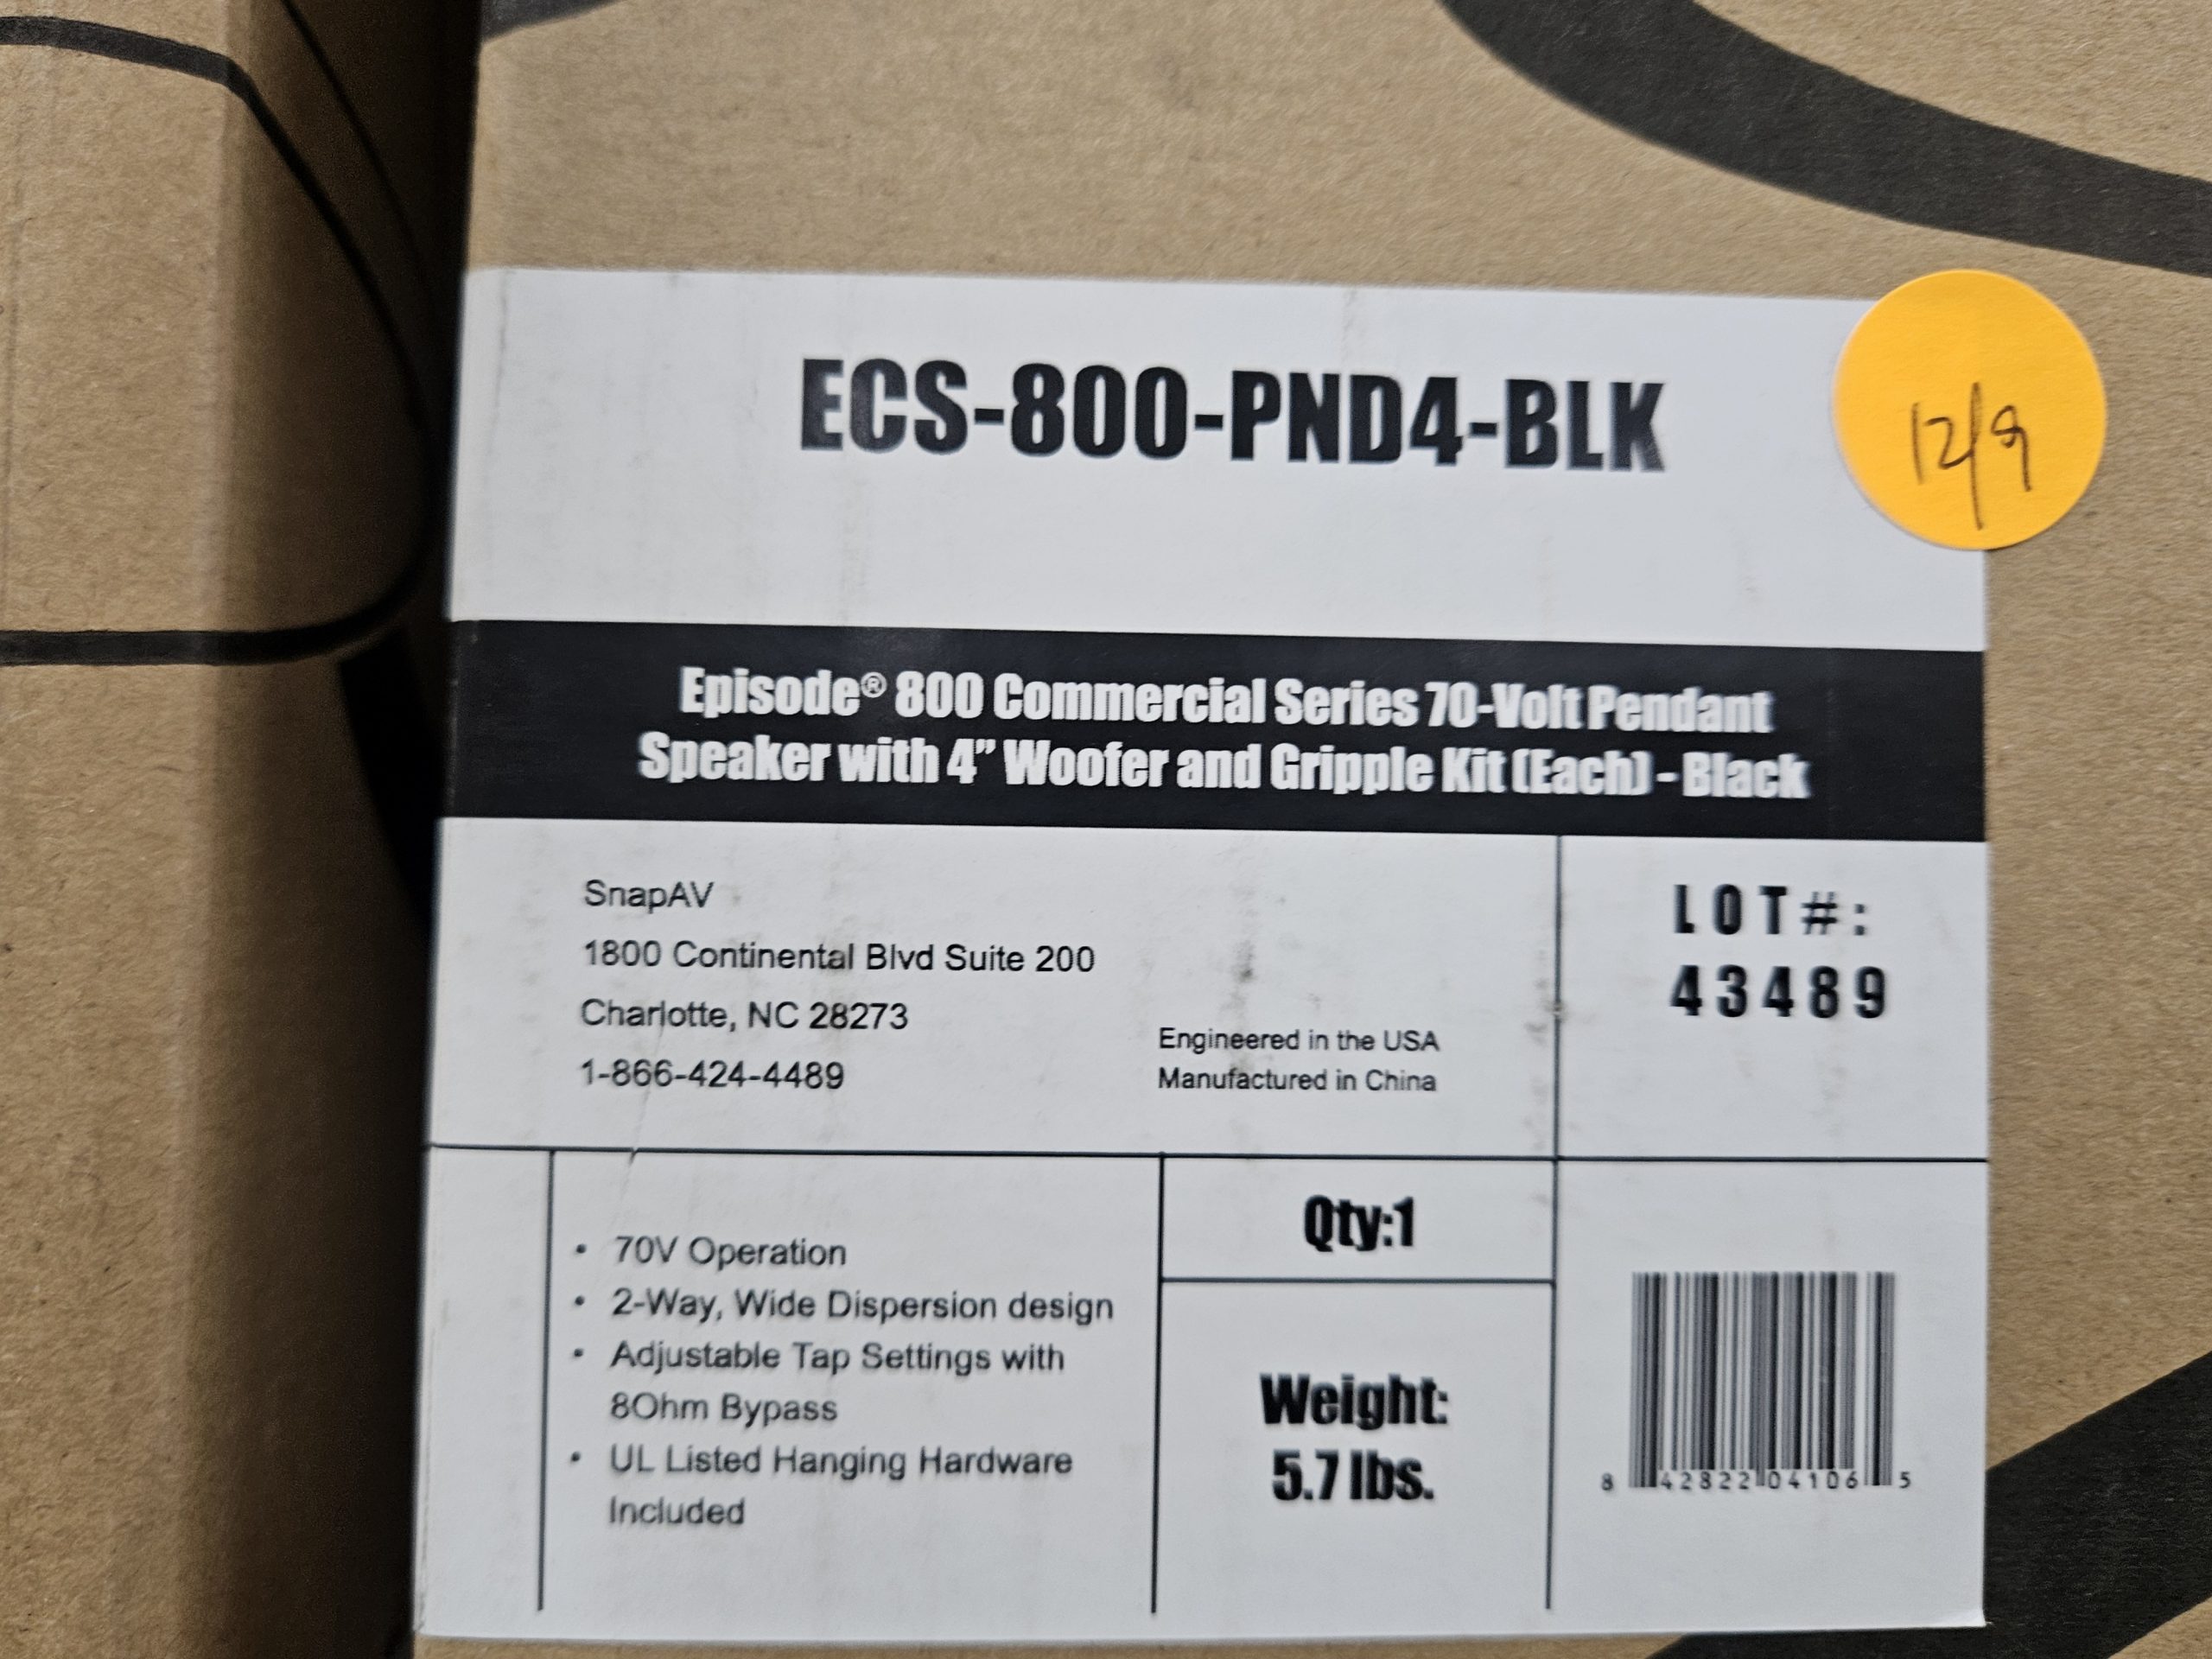 ECS-800-PND4-BLK
12/9
Episode® 800 Commercial Series 70-Volt Pendant
Speaker with 4” Woofer and Gripple Kit (Each) - Black
SnapAV
1800 Continental Blvd Suite 200
Charlotte, NC 28273
1-866-424-4489
Engineered in the USA
Manufactured in China
LOT#:
43489
• 70V Operation
• 2-Way, Wide Dispersion design
• Adjustable Tap Settings with
8Ohm Bypass
• UL Listed Hanging Hardware
Included
Qty:1
Weight:
5.7 lbs.
8 42822 04106 5